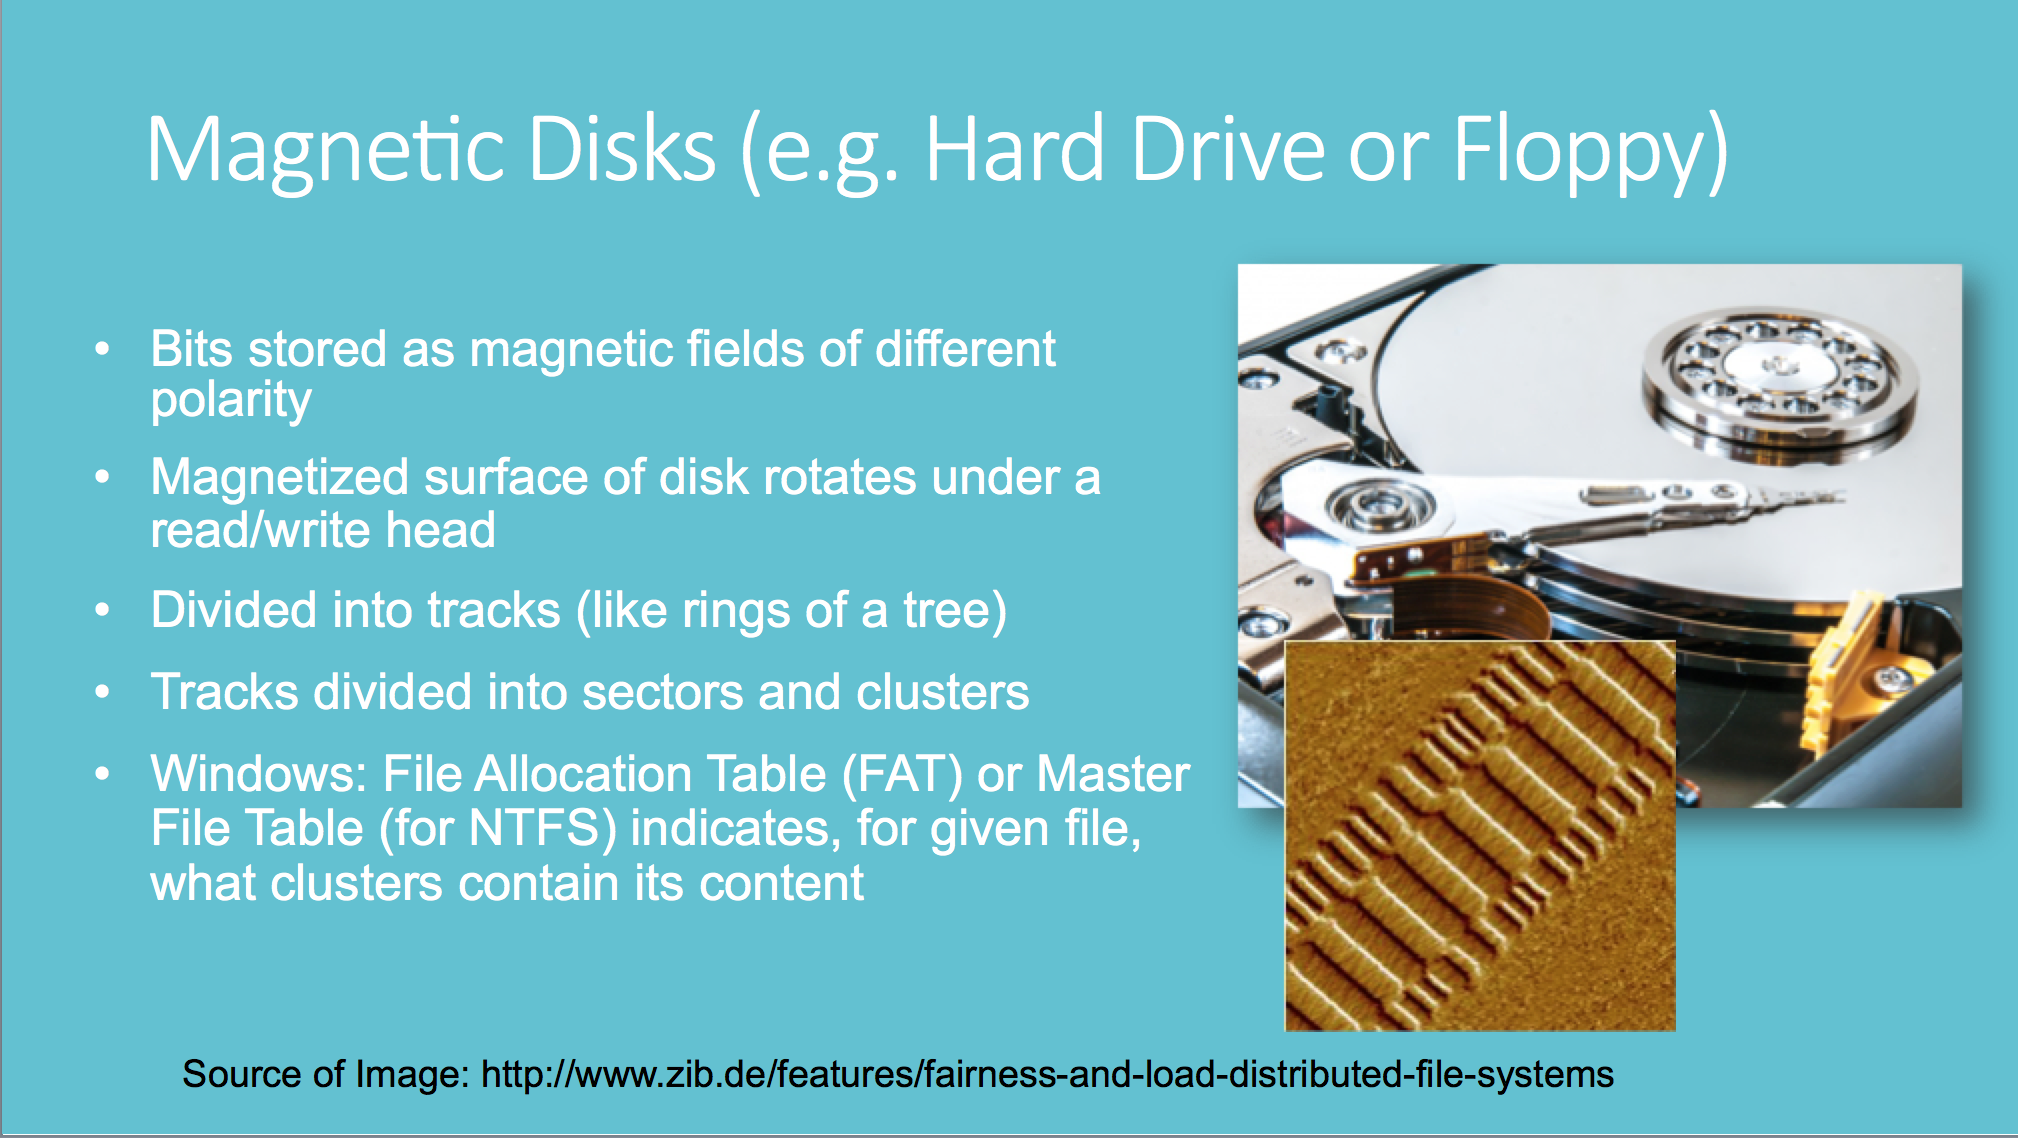 Magnetic Disks (e.g. Hard Drive or Floppy)
• Bits stored as magnetic fields of different
polarity
• Magnetized surface of disk rotates under a
read/write head
• Divided into tracks (like rings of a tree)
• Tracks divided into sectors and clusters
• Windows: File Allocation Table (FAT) or Master
File Table (for NTFS) indicates, for given file,
what clusters contain its content
Source of Image: http://www.zib.de/features/fairness-and-load-distributed-file-systems